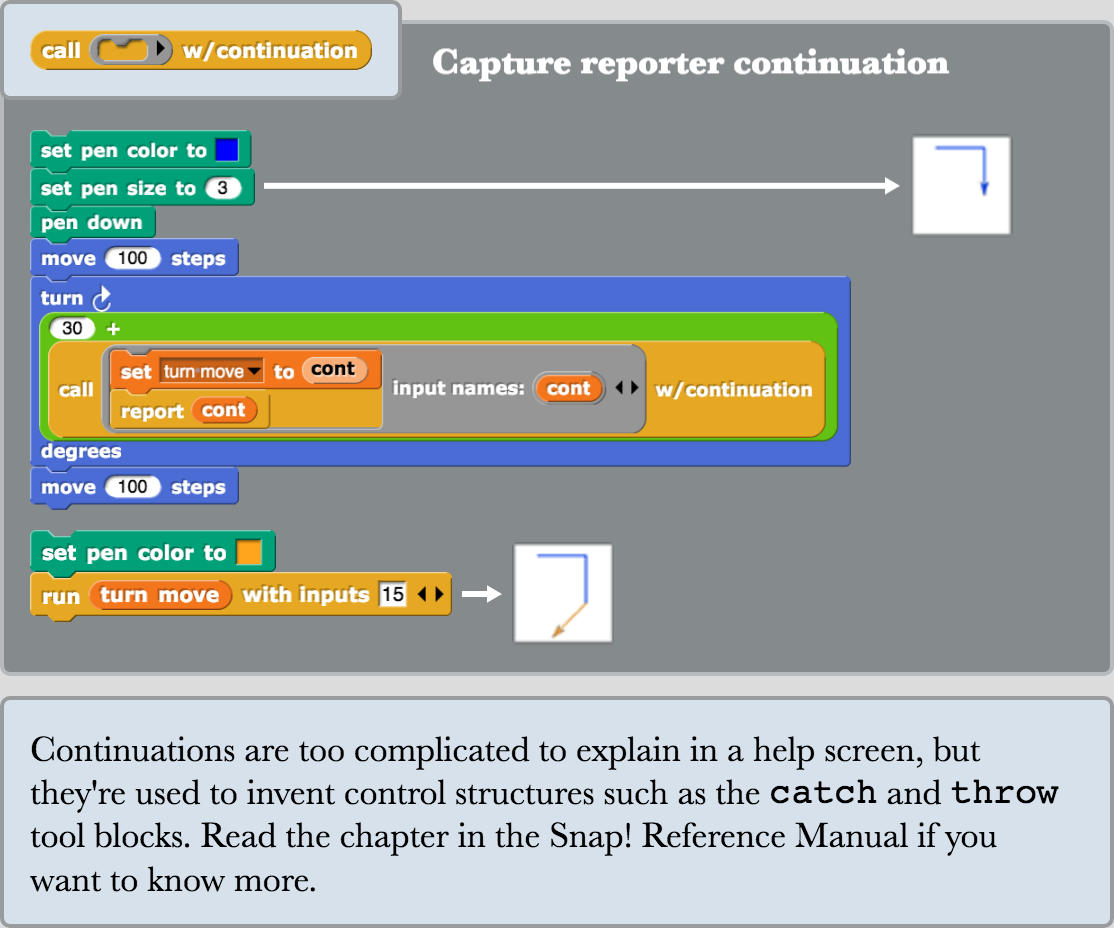 call w/continuation
Capture reporter continuation
set pen color to
set pen size to 3
pen down
move 100 steps
turn
30 +
call set turn move to cont
report cont
input names: cont w/continuation
degrees
move 100 steps
set pen color to
run turn move with inputs 15
Continuations are too complicated to explain in a help screen, but
they're used to invent control structures such as the catch and throw
tool blocks. Read the chapter in the Snap! Reference Manual if you
want to know more.